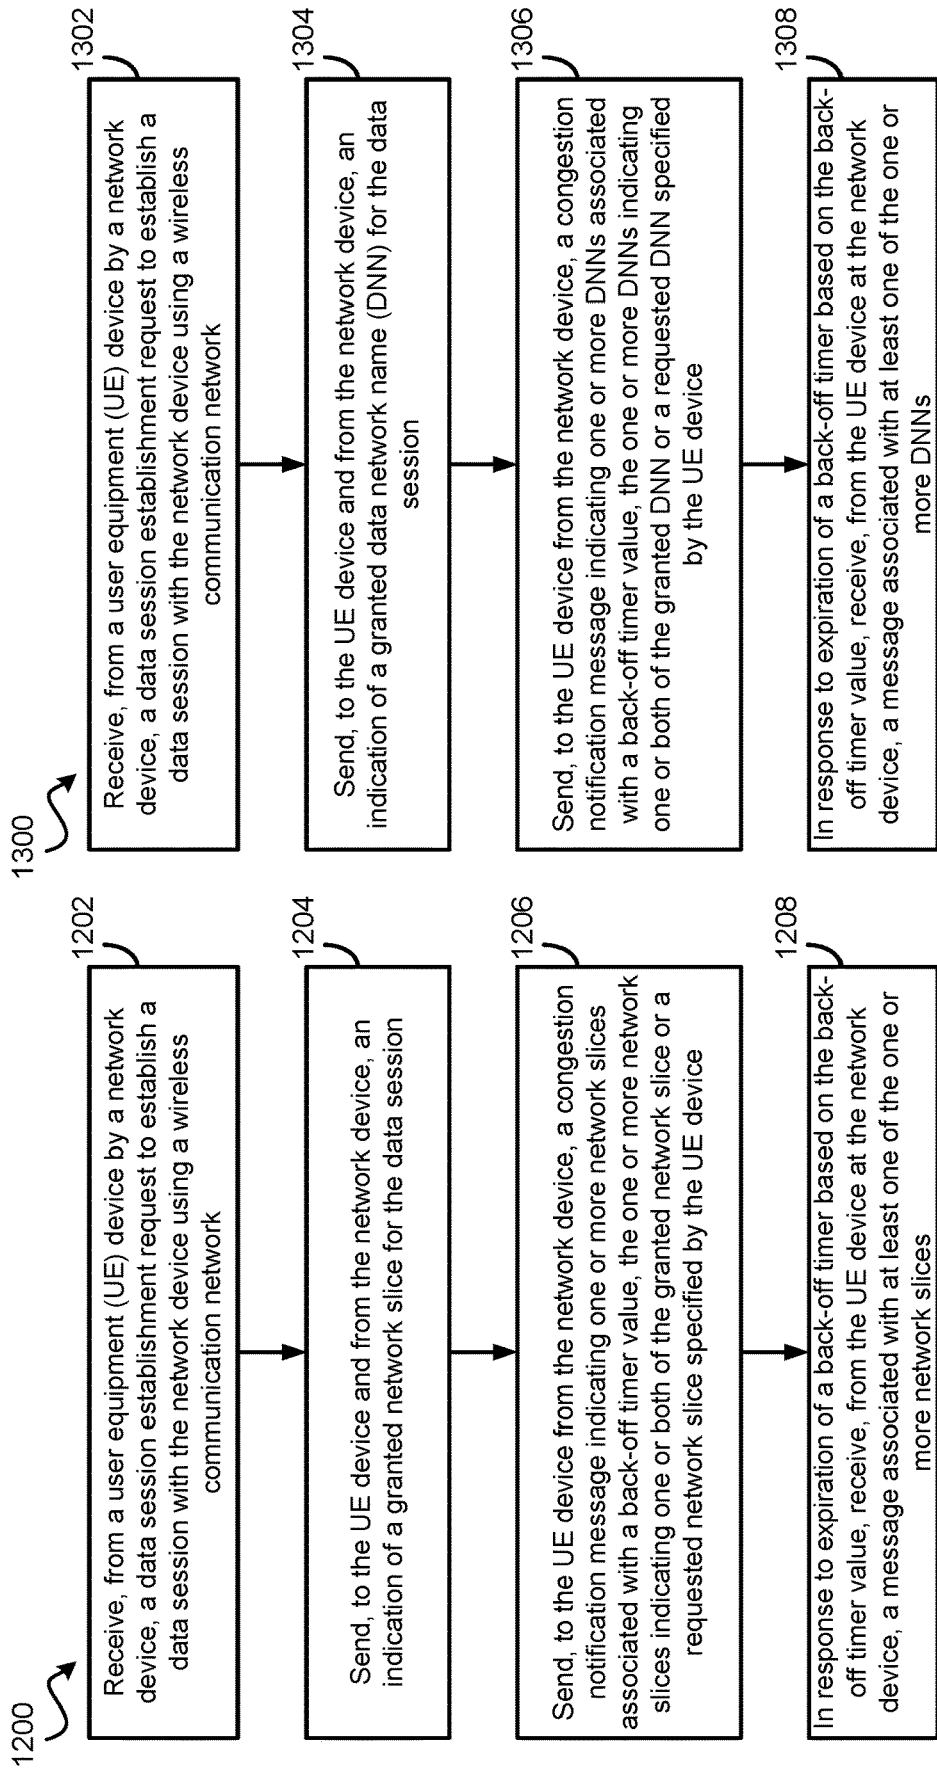 1200
1202
Receive, from a user equipment (UE) device by a network
device, a data session establishment request to establish a
data session with the network device using a wireless
communication network
1204
Send, to the UE device and from the network device, an
indication of a granted network slice for the data session
1206
Send, to the UE device from the network device, a congestion
notification message indicating one or more network slices
associated with a back-off timer value, the one or more network
slices indicating one or both of the granted network slice or a
requested network slice specified by the UE device
1208
In response to expiration of a back-off timer based on the back-
off timer value, receive, from the UE device at the network
device, a message associated with at least one of the one or
more network slices
1300
1302
Receive, from a user equipment (UE) device by a network
device, a data session establishment request to establish a
data session with the network device using a wireless
communication network
1304
Send, to the UE device and from the network device, an
indication of a granted data network name (DNN) for the data
session
1306
Send, to the UE device from the network device, a congestion
notification message indicating one or more DNNs associated
with a back-off timer value, the one or more DNNs indicating
one or both of the granted DNN or a requested DNN specified
by the UE device
1308
In response to expiration of a back-off timer based on the back-
off timer value, receive, from the UE device at the network
device, a message associated with at least one of the one or
more DNNs